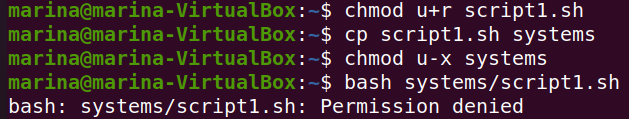 marina@marina-VirtualBox:~$ chmod u+r script1.sh
marina@marina-VirtualBox:~$ cp script1.sh systems
marina@marina-VirtualBox:~$ chmod u-x systems
marina@marina-VirtualBox:~$ bash systems/script1.sh
bash: systems/script1.sh: Permission denied